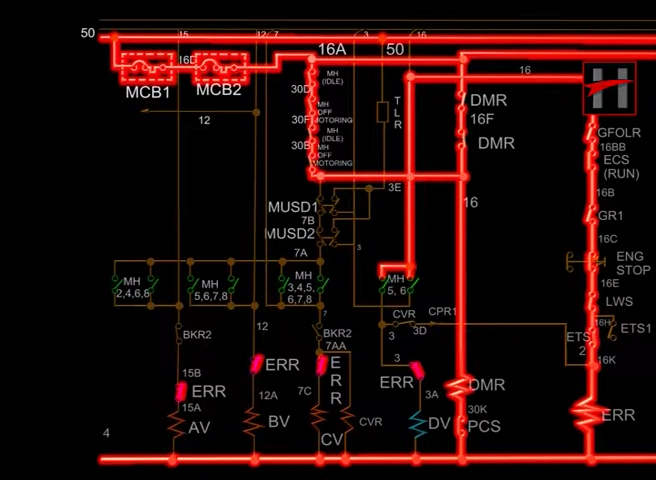 50
15
12
7
3
16
16D
MCB1
MCB2
16A
50
16
MH
(IDLE)
30D
MH
OFF
MOTORING
30F
MH
(IDLE)
30B
MH
OFF
MOTORING
TLR
DMR
16F
DMR
GFOLR
16BB
ECS
(RUN)
12
3E
16B
MUSD1
7B
16
GR1
MUSD2
3
16C
7A
ENG
STOP
MH
2,4,6,8
MH
5,6,7,8
MH
3,4,5,
6,7,8
MH
5, 6
16E
LWS
7
CVR
CPR1
3D
16H
ETS1
12
BKR2
BKR2
7AA
3
ETS
2
16K
3
ERR
ERR
ERR
15B
ERR
15A
12A
7C
3A
DMR
30K
PCS
ERR
4
AV
BV
CV
CVR
DV